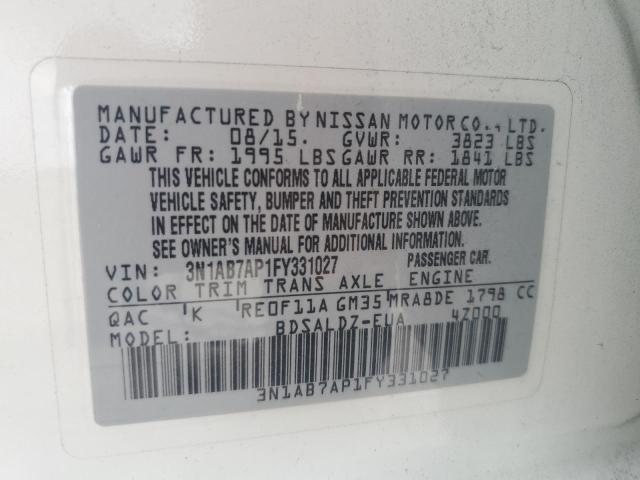 MANUFACTURED BY NISSAN MOTOR CO., LTD.
DATE: 08/15. GVWR: 3823 LBS
GAWR FR: 1995 LBS GAWR RR: 1841 LBS
THIS VEHICLE CONFORMS TO ALL APPLICABLE FEDERAL MOTOR
VEHICLE SAFETY, BUMPER AND THEFT PREVENTION STANDARDS
IN EFFECT ON THE DATE OF MANUFACTURE SHOWN ABOVE.
SEE OWNER'S MANUAL FOR ADDITIONAL INFORMATION.
VIN: 3N1AB7AP1FY331027 PASSENGER CAR.
COLOR TRIM TRANS AXLE ENGINE
QAC K RE0F11A GM35 MRA8DE 1798 CC
MODEL: BDSALDZ-EUA 4Z000
3N1AB7AP1FY331027